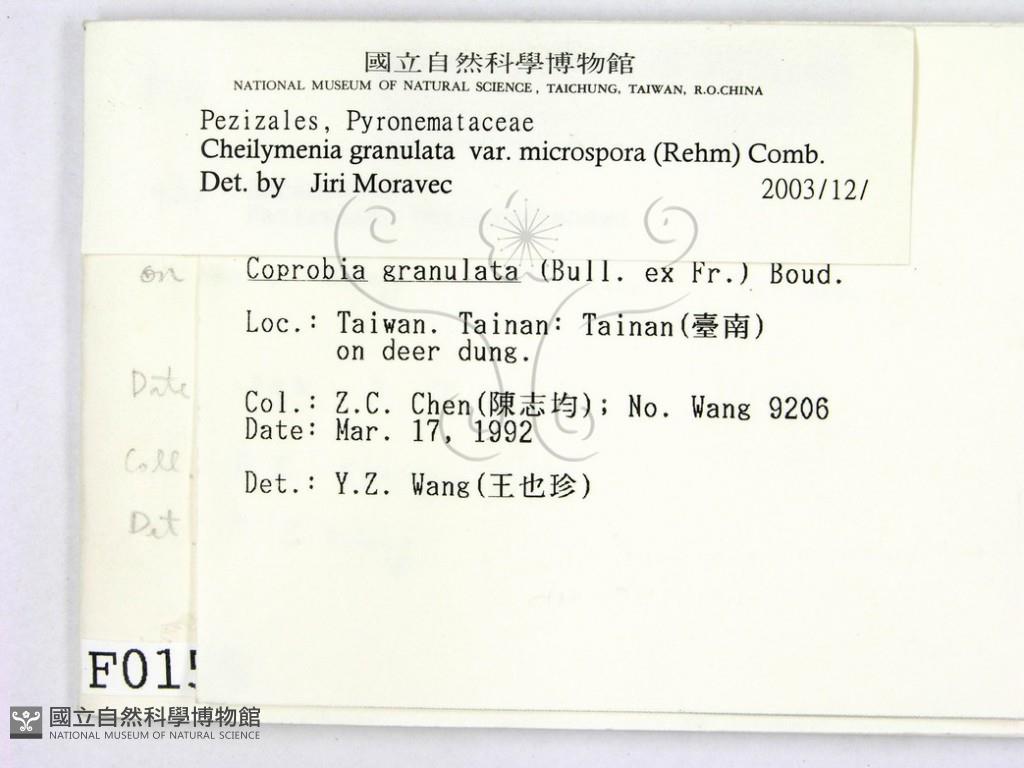 國立自然科學博物館
NATIONAL MUSEUM OF NATURAL SCIENCE, TAICHUNG, TAIWAN, R.O.CHINA
Pezizales, Pyronemataceae
Cheilymenia granulata var. microspora (Rehm) Comb.
Det. by Jiri Moravec 2003/12/
on
Coprobia granulata (Bull. ex Fr.) Boud.
Loc.: Taiwan. Tainan: Tainan(臺南)
on deer dung.
Date
Col.: Z.C. Chen(陳志均); No. Wang 9206
Date: Mar. 17, 1992
Coll
Det.: Y.Z. Wang(王也珍)
Det
F015
國立自然科學博物館
NATIONAL MUSEUM OF NATURAL SCIENCE